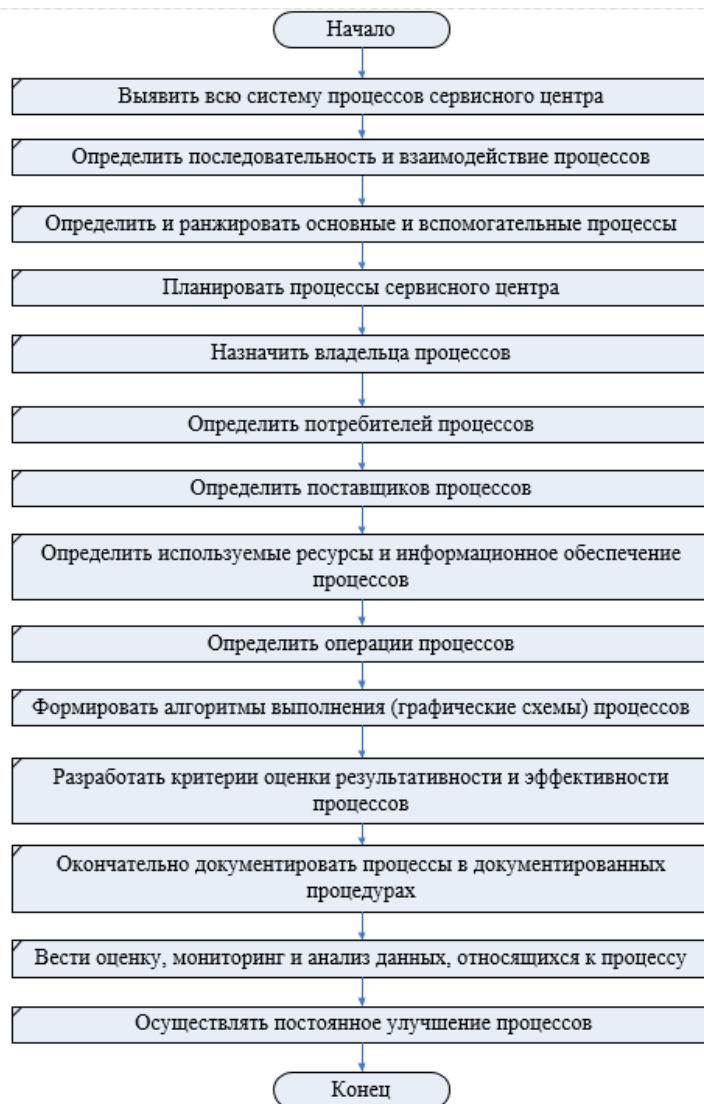 Начало
Выявить всю систему процессов сервисного центра
Определить последовательность и взаимодействие процессов
Определить и ранжировать основные и вспомогательные процессы
Планировать процессы сервисного центра
Назначить владельца процессов
Определить потребителей процессов
Определить поставщиков процессов
Определить используемые ресурсы и информационное обеспечение
процессов
Определить операции процессов
Формировать алгоритмы выполнения (графические схемы) процессов
Разработать критерии оценки результативности и эффективности
процессов
Окончательно документировать процессы в документированных
процедурах
Вести оценку, мониторинг и анализ данных, относящихся к процессу
Осуществлять постоянное улучшение процессов
Конец